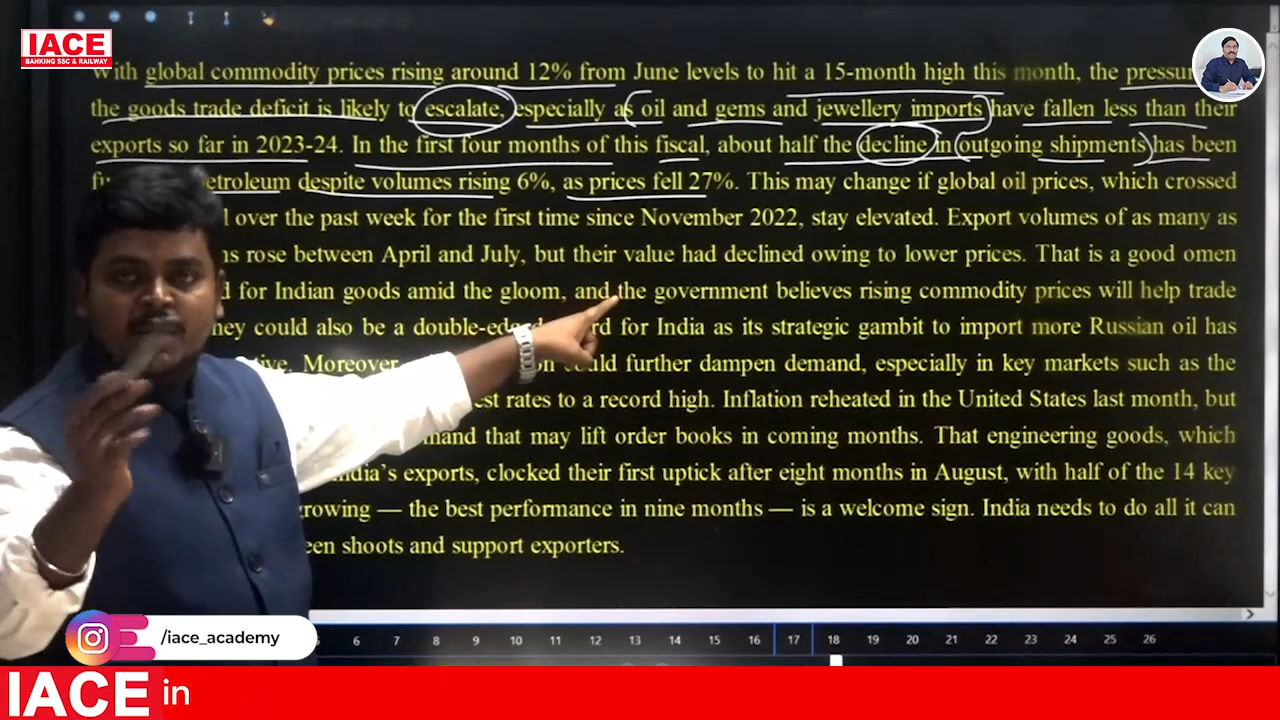 IACE
BANKING SSC & RAILWAY
With global commodity prices rising around 12% from June levels to hit a 15-month high this month, the
the goods trade deficit is likely to escalate, especially as oil and gems and jewellery imports have fallen less than their
exports so far in 2023-24. In the first four months of this fiscal, about half the decline in outgoing shipments has been
despite volumes rising 6%, as prices fell 27%. This may change if global oil prices, which crossed
over the past week for the first time since November 2022, stay elevated. Export volumes of as many as
rose between April and July, but their value had declined owing to lower prices. That is a good omen
for Indian goods amid the gloom, and the government believes rising commodity prices will help trade
could also be a for India as its strategic gambit to import more Russian oil has
Moreover further dampen demand, especially in key markets such as the
rates to a record high. Inflation reheated in the United States last month, but
that may lift order books in coming months. That engineering goods, which
exports, clocked their first uptick after eight months in August, with half of the 14 key
growing — the best performance in nine months — is a welcome sign. India needs to do all it can
shoots and support exporters.
6 7 8 9 10 11 12 13 14 15 16 17 18 19 20 21 22 23 24 25 26
/iace_academy
IACE in